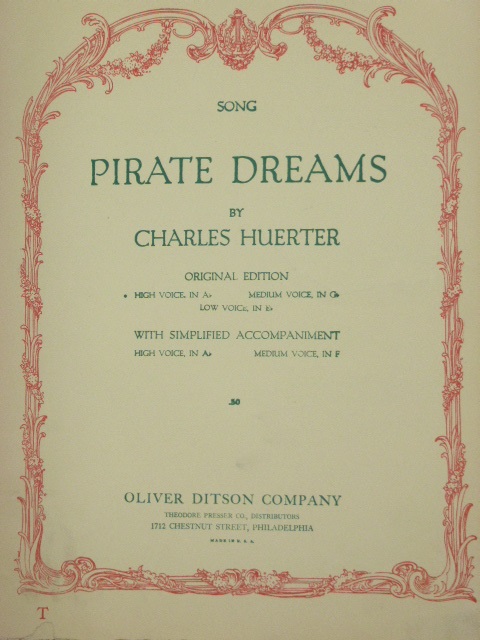 SONG
PIRATE DREAMS
BY
CHARLES HUERTER
ORIGINAL EDITION
• HIGH VOICE, IN A♭ MEDIUM VOICE, IN G♭
LOW VOICE, IN E♭
WITH SIMPLIFIED ACCOMPANIMENT
HIGH VOICE, IN A♭ MEDIUM VOICE, IN F
.50
OLIVER DITSON COMPANY
THEODORE PRESSER CO., DISTRIBUTORS
1712 CHESTNUT STREET, PHILADELPHIA
MADE IN U. S. A.
T